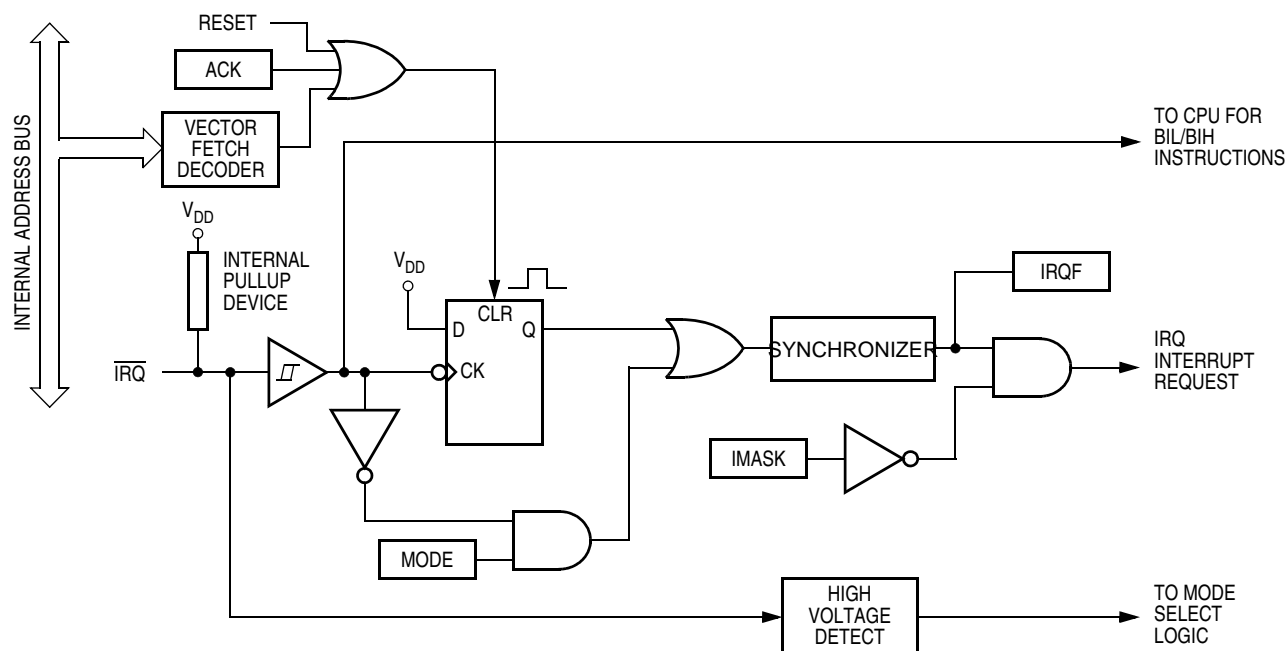 RESET
ACK
VECTOR
FETCH
DECODER
INTERNAL ADDRESS BUS
TO CPU FOR
BIL/BIH
INSTRUCTIONS
VDD
INTERNAL
PULLUP
DEVICE
VDD
CLR
D
Q
CK
IRQF
SYNCHRONIZER
IRQ
INTERRUPT
REQUEST
IRQ
IMASK
MODE
HIGH
VOLTAGE
DETECT
TO MODE
SELECT
LOGIC